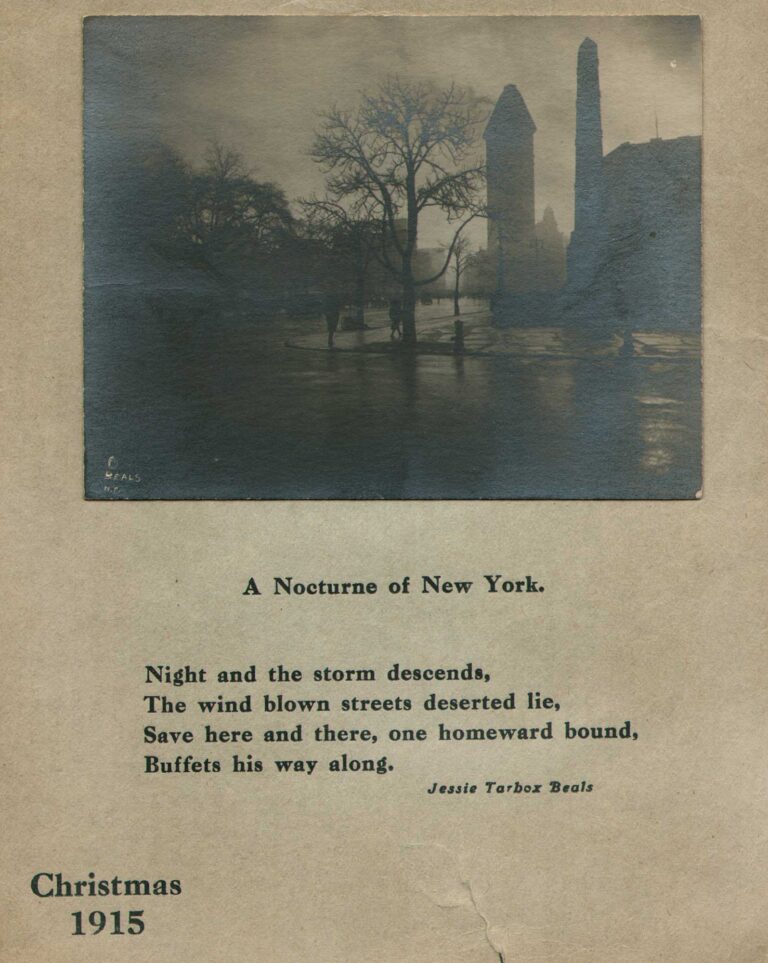 BEALS
N.Y.
A Nocturne of New York.
Night and the storm descends,
The wind blown streets deserted lie,
Save here and there, one homeward bound,
Buffets his way along.
Jessie Tarbox Beals
Christmas
1915